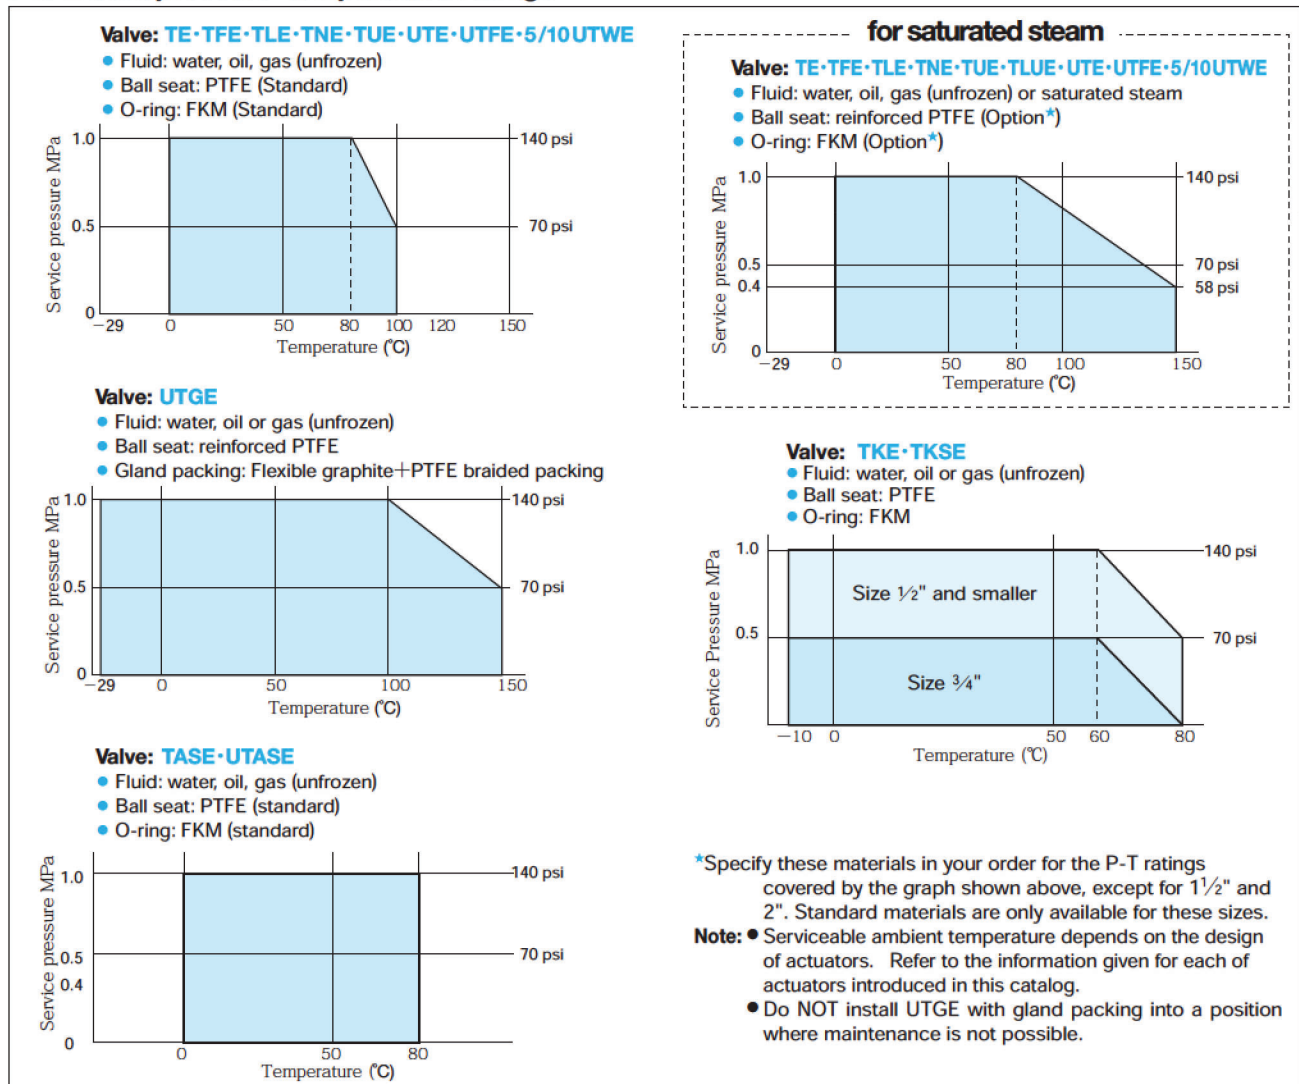 Valve: TE・TFE・TLE・TNE・TUE・UTE・UTFE・5/10UTWE
● Fluid: water, oil, gas (unfrozen)
● Ball seat: PTFE (Standard)
● O-ring: FKM (Standard)
Service pressure MPa
1.0
0.5
0
140 psi
70 psi
−29 0 50 80 100 120 150
Temperature (℃)
for saturated steam
Valve: TE・TFE・TLE・TNE・TUE・TLUE・UTE・UTFE・5/10UTWE
● Fluid: water, oil, gas (unfrozen) or saturated steam
● Ball seat: reinforced PTFE (Option★)
● O-ring: FKM (Option★)
Service pressure MPa
1.0
0.5
0.4
0
140 psi
70 psi
58 psi
−29 0 50 80 100 150
Temperature (℃)
Valve: UTGE
● Fluid: water, oil or gas (unfrozen)
● Ball seat: reinforced PTFE
● Gland packing: Flexible graphite+PTFE braided packing
Service pressure MPa
1.0
0.5
0
140 psi
70 psi
−29 0 50 100 150
Temperature (℃)
Valve: TKE・TKSE
● Fluid: water, oil or gas (unfrozen)
● Ball seat: PTFE
● O-ring: FKM
Service Pressure MPa
1.0
0.5
140 psi
70 psi
Size 1/2" and smaller
Size 3/4"
−10 0 50 60 80
Temperature (℃)
Valve: TASE・UTASE
● Fluid: water, oil, gas (unfrozen)
● Ball seat: PTFE (standard)
● O-ring: FKM (standard)
Service pressure MPa
1.0
0.5
0.4
0
140 psi
70 psi
0 50 80
Temperature (℃)
★Specify these materials in your order for the P-T ratings
covered by the graph shown above, except for 1 1/2" and
2". Standard materials are only available for these sizes.
Note: ● Serviceable ambient temperature depends on the design
of actuators. Refer to the information given for each of
actuators introduced in this catalog.
● Do NOT install UTGE with gland packing into a position
where maintenance is not possible.